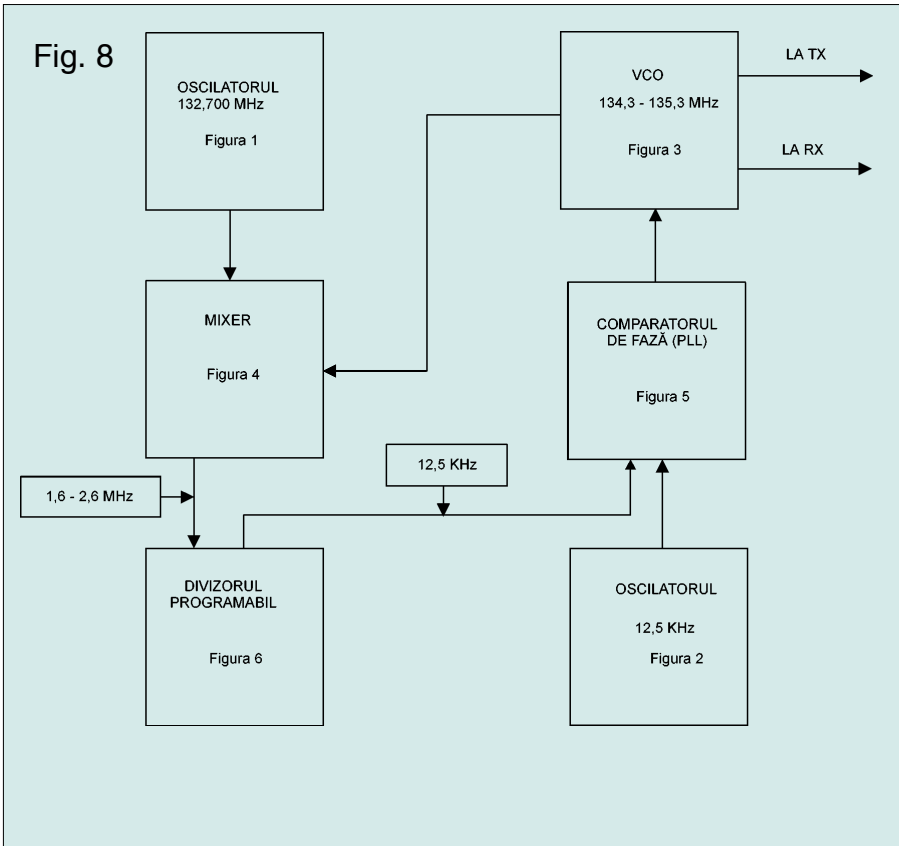 Fig. 8
OSCILATORUL
132,700 MHz
Figura 1
VCO
134,3 - 135,3 MHz
Figura 3
LA TX
LA RX
MIXER
Figura 4
COMPARATORUL
DE FAZĂ (PLL)
Figura 5
12,5 KHz
1,6 - 2,6 MHz
DIVIZORUL
PROGRAMABIL
Figura 6
OSCILATORUL
12,5 KHz
Figura 2